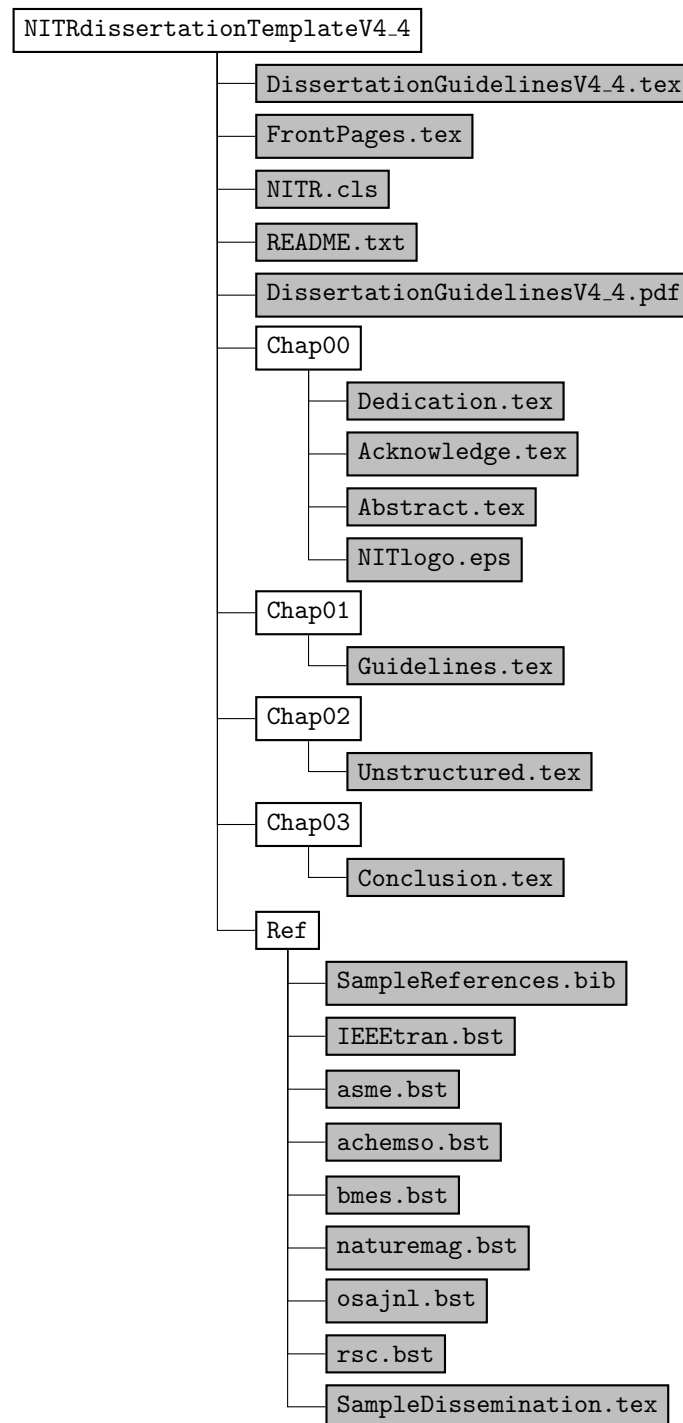 NITRdissertationTemplateV4_4
DissertationGuidelinesV4_4.tex
FrontPages.tex
NITR.cls
README.txt
DissertationGuidelinesV4_4.pdf
Chap00
Dedication.tex
Acknowledge.tex
Abstract.tex
NITlogo.eps
Chap01
Guidelines.tex
Chap02
Unstructured.tex
Chap03
Conclusion.tex
Ref
SampleReferences.bib
IEEEtran.bst
asme.bst
achemso.bst
bmes.bst
naturemag.bst
osajnl.bst
rsc.bst
SampleDissemination.tex